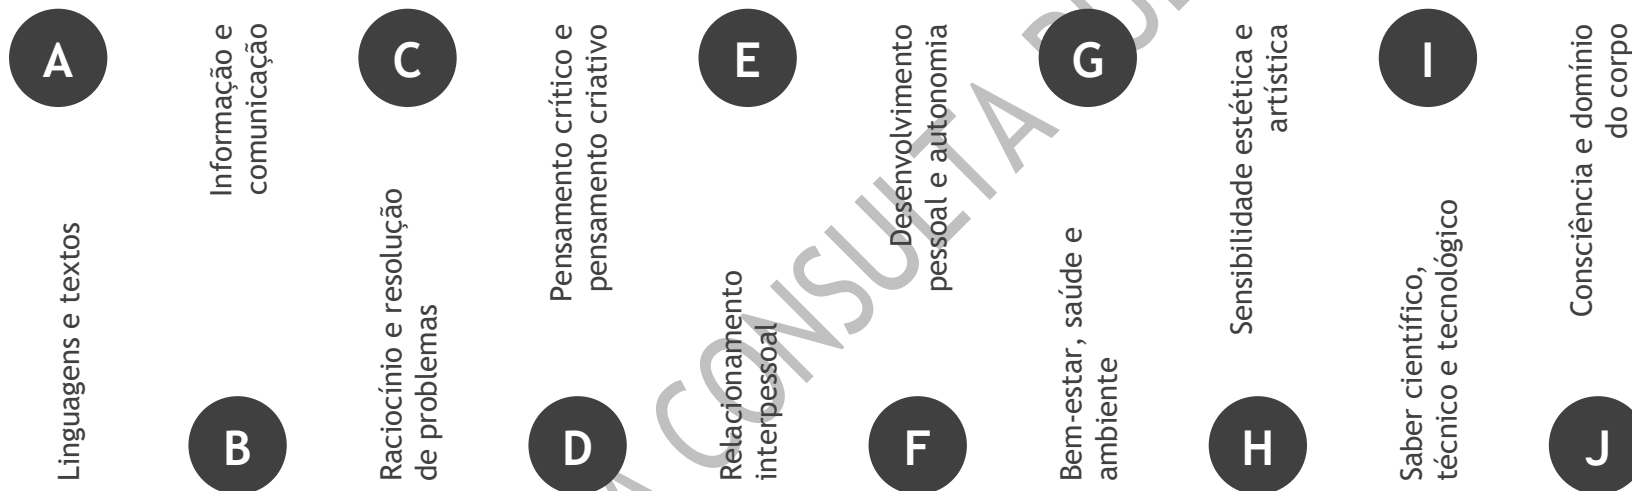 A
Linguagens e textos
B
Informação e
comunicação
C
Raciocínio e resolução
de problemas
D
Pensamento crítico e
pensamento criativo
E
Relacionamento
interpessoal
F
Desenvolvimento
pessoal e autonomia
G
Bem-estar, saúde e
ambiente
H
Sensibilidade estética e
artística
I
Saber científico,
técnico e tecnológico
J
Consciência e domínio
do corpo
CONSULTA